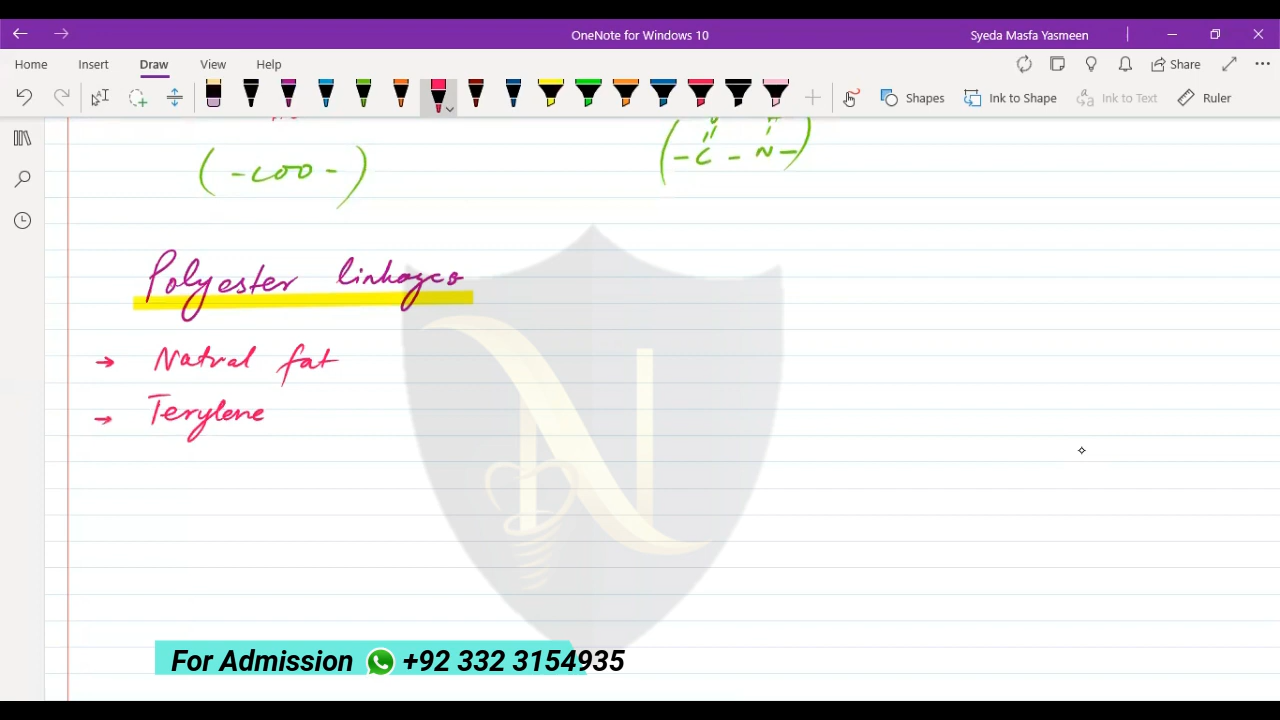 OneNote for Windows 10
Syeda Masfa Yasmeen
Home Insert Draw View Help
Share
Shapes Ink to Shape Ink to Text Ruler
(-COO-)
(-C-N-)
Polyester linkages
→ Natral fat
→ Terylene
N
For Admission +92 332 3154935